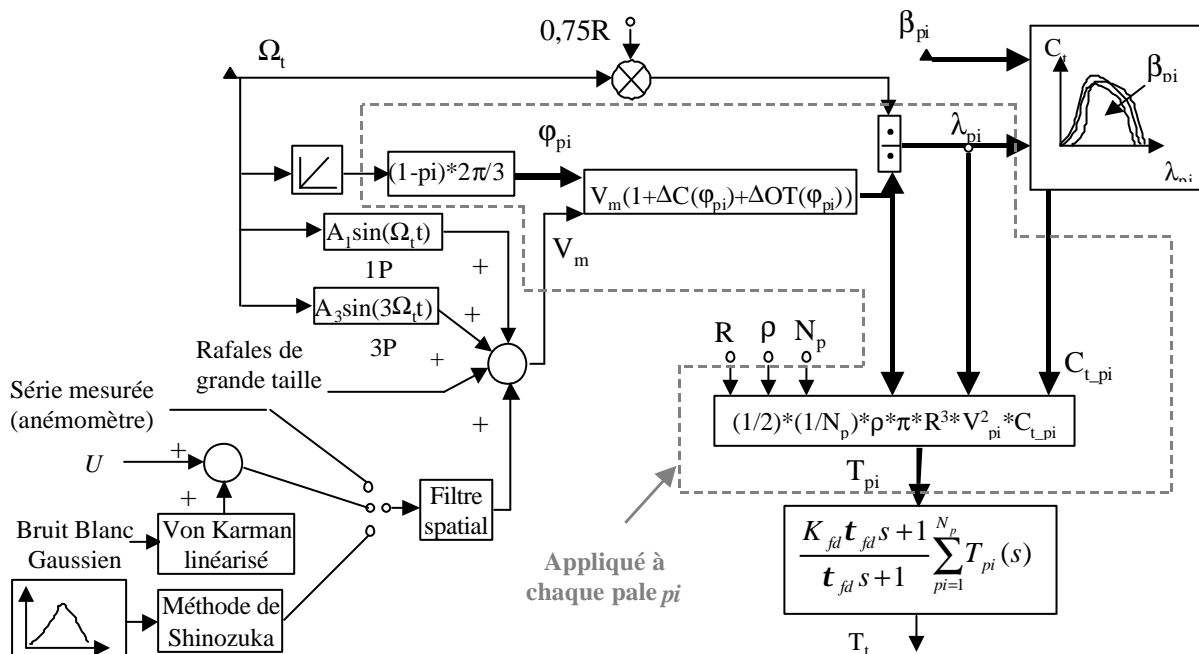 Ω_t
0,75R
β_pi
C_t
β_pi
λ_pi
φ_pi
λ_pi
(1-pi)*2π/3
V_m(1+ΔC(φ_pi)+ΔOT(φ_pi))
A_1sin(Ω_t t)
+
V_m
1P
A_3sin(3Ω_t t)
+
3P
+
R ρ N_p
C_t_pi
Rafales de
grande taille
Série mesurée
(anémomètre)
+
(1/2)*(1/N_p)*ρ*π*R^3*V^2_pi*C_t_pi
U
+
+
T_pi
Filtre
spatial
Bruit Blanc
Gaussien
Von Karman
linéarisé
Appliqué à
chaque pale pi
K_fd t_fd s+1 / t_fd s+1 ∑_{pi=1}^{N_p} T_pi(s)
Méthode de
Shinozuka
T_t